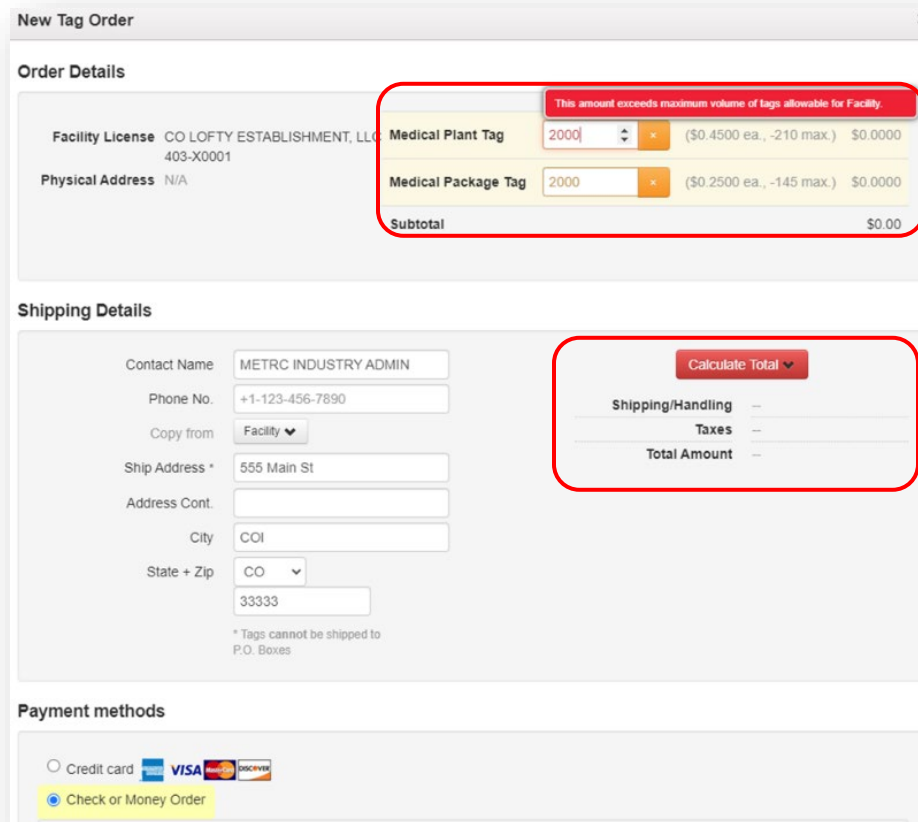 New Tag Order
Order Details
This amount exceeds maximum volume of tags allowable for Facility.
Facility License CO LOFTY ESTABLISHMENT, LLC
403-X0001
Physical Address N/A
Medical Plant Tag 2000 × ($0.4500 ea., -210 max.) $0.0000
Medical Package Tag 2000 × ($0.2500 ea., -145 max.) $0.0000
Subtotal $0.00
Shipping Details
Contact Name METRC INDUSTRY ADMIN
Phone No. +1-123-456-7890
Copy from Facility
Ship Address * 555 Main St
Address Cont.
City COI
State + Zip CO
33333
* Tags cannot be shipped to
P.O. Boxes
Calculate Total
Shipping/Handling --
Taxes --
Total Amount --
Payment methods
Credit card VISA MasterCard DISCOVER
Check or Money Order